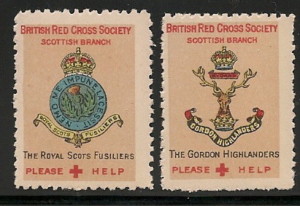 BRITISH RED CROSS SOCIETY
SCOTTISH BRANCH
NEMO ME IMPUNE LACESSIT
ROYAL SCOTS FUSILIERS
THE ROYAL SCOTS FUSILIERS
PLEASE HELP
BRITISH RED CROSS SOCIETY
SCOTTISH BRANCH
GORDON HIGHLANDERS
THE GORDON HIGHLANDERS
PLEASE HELP